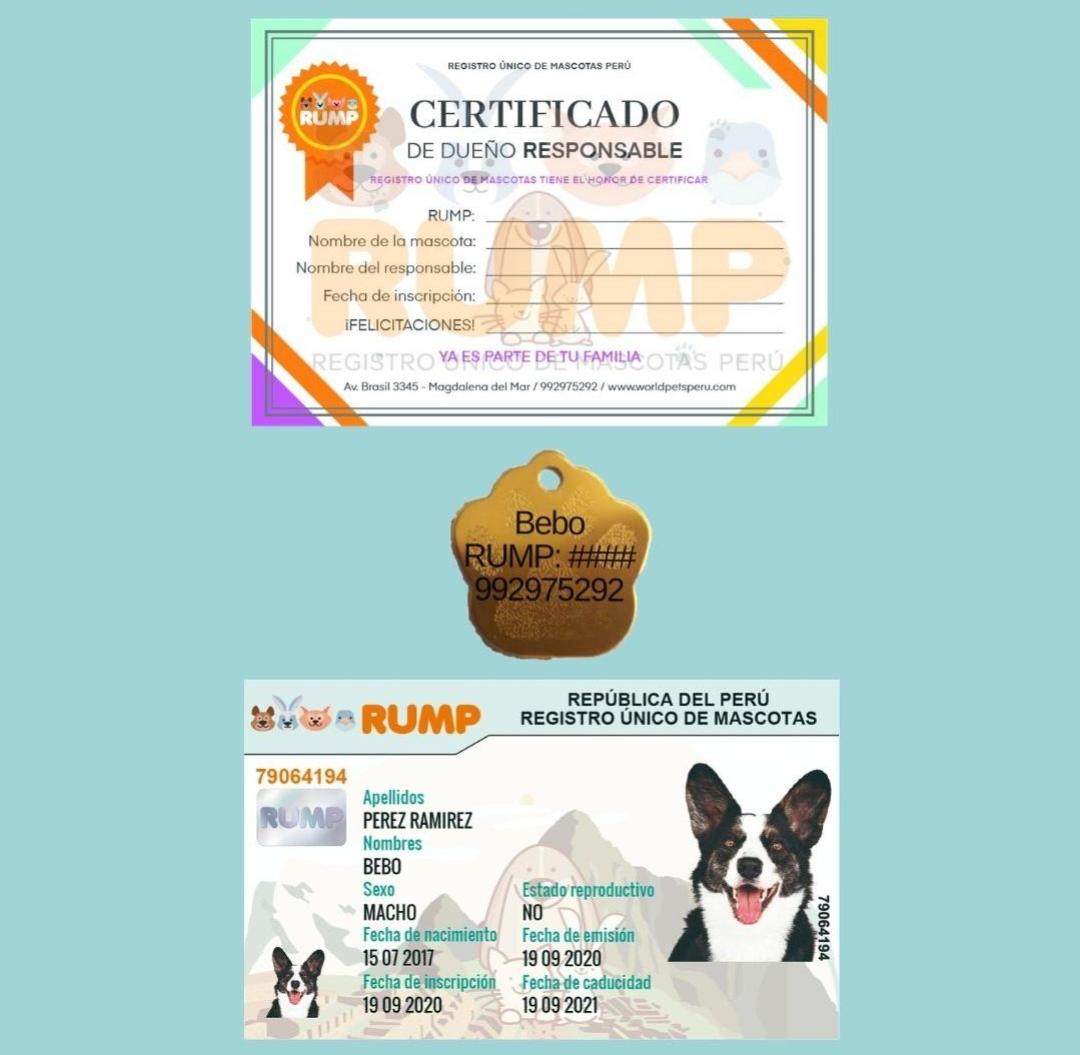 REGISTRO ÚNICO DE MASCOTAS PERÚ
RUMP
CERTIFICADO
DE DUEÑO RESPONSABLE
REGISTRO ÚNICO DE MASCOTAS TIENE EL HONOR DE CERTIFICAR
RUMP:
Nombre de la mascota:
Nombre del responsable:
Fecha de inscripción:
¡FELICITACIONES!
RUMP
YA ES PARTE DE TU FAMILIA
REGISTRO ÚNICO DE MASCOTAS PERÚ
Av. Brasil 3345 - Magdalena del Mar / 992975292 / www.worldpetsperu.com
Bebo
RUMP: ####
992975292
RUMP
REPÚBLICA DEL PERÚ
REGISTRO ÚNICO DE MASCOTAS
79064194
RUMP
Apellidos
PEREZ RAMIREZ
Nombres
BEBO
Sexo Estado reproductivo
MACHO NO
Fecha de nacimiento Fecha de emisión
15 07 2017 19 09 2020
Fecha de inscripción Fecha de caducidad
19 09 2020 19 09 2021
79064194